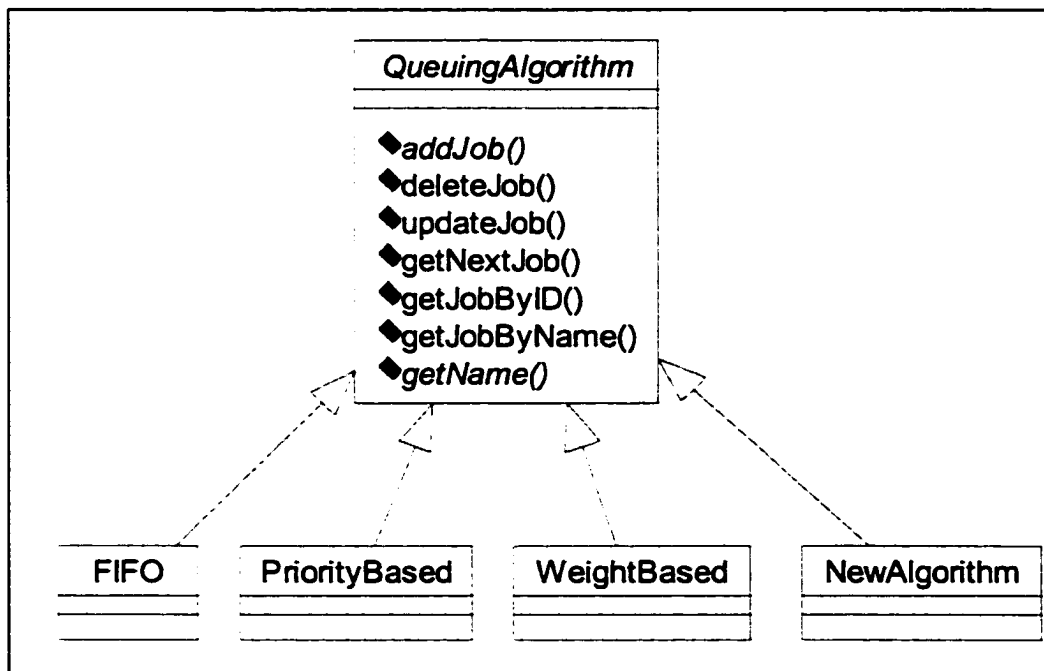 QueuingAlgorithm
addJob()
deleteJob()
updateJob()
getNextJob()
getJobByID()
getJobByName()
getName()
FIFO
PriorityBased
WeightBased
NewAlgorithm